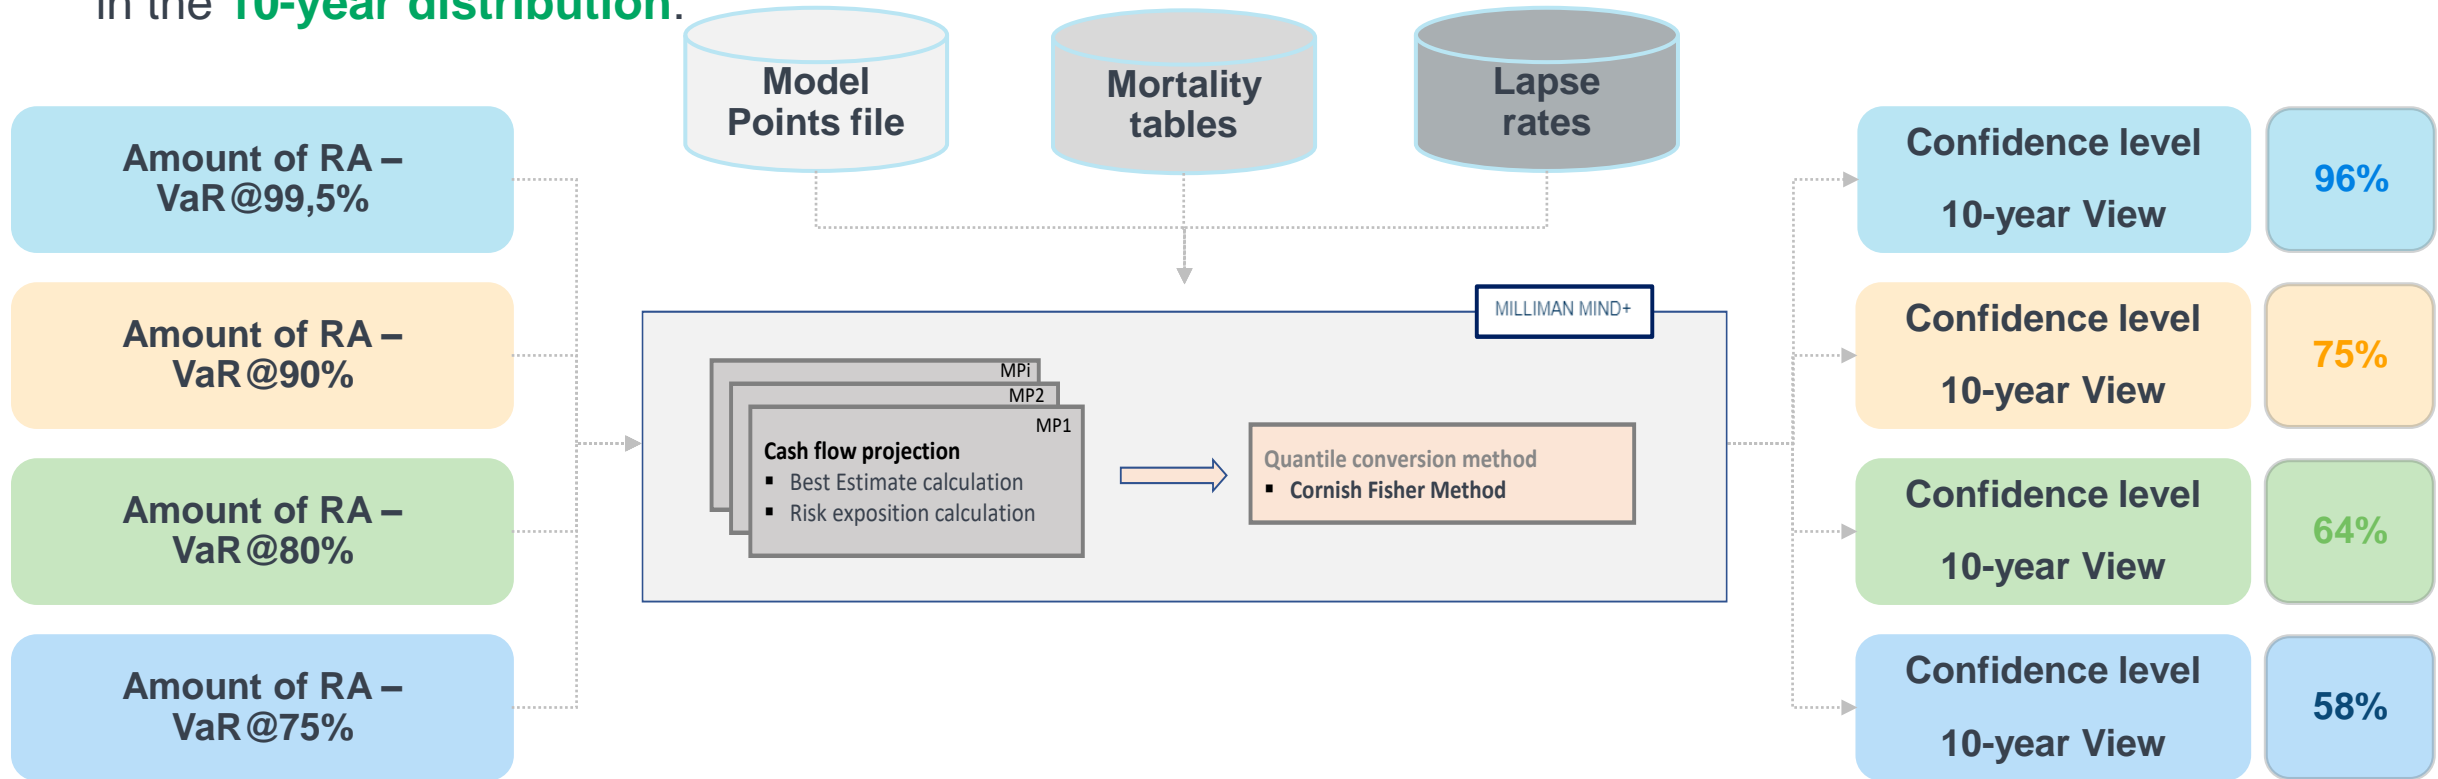 in the 10-year distribution.
Model
Points file
Mortality
tables
Lapse
rates
Amount of RA –
VaR@99,5%
Amount of RA –
VaR@90%
Amount of RA –
VaR@80%
Amount of RA –
VaR@75%
MILLIMAN MIND+
MPi
MP2
MP1
Cash flow projection
▪ Best Estimate calculation
▪ Risk exposition calculation
Quantile conversion method
▪ Cornish Fisher Method
Confidence level
10-year View
96%
Confidence level
10-year View
75%
Confidence level
10-year View
64%
Confidence level
10-year View
58%